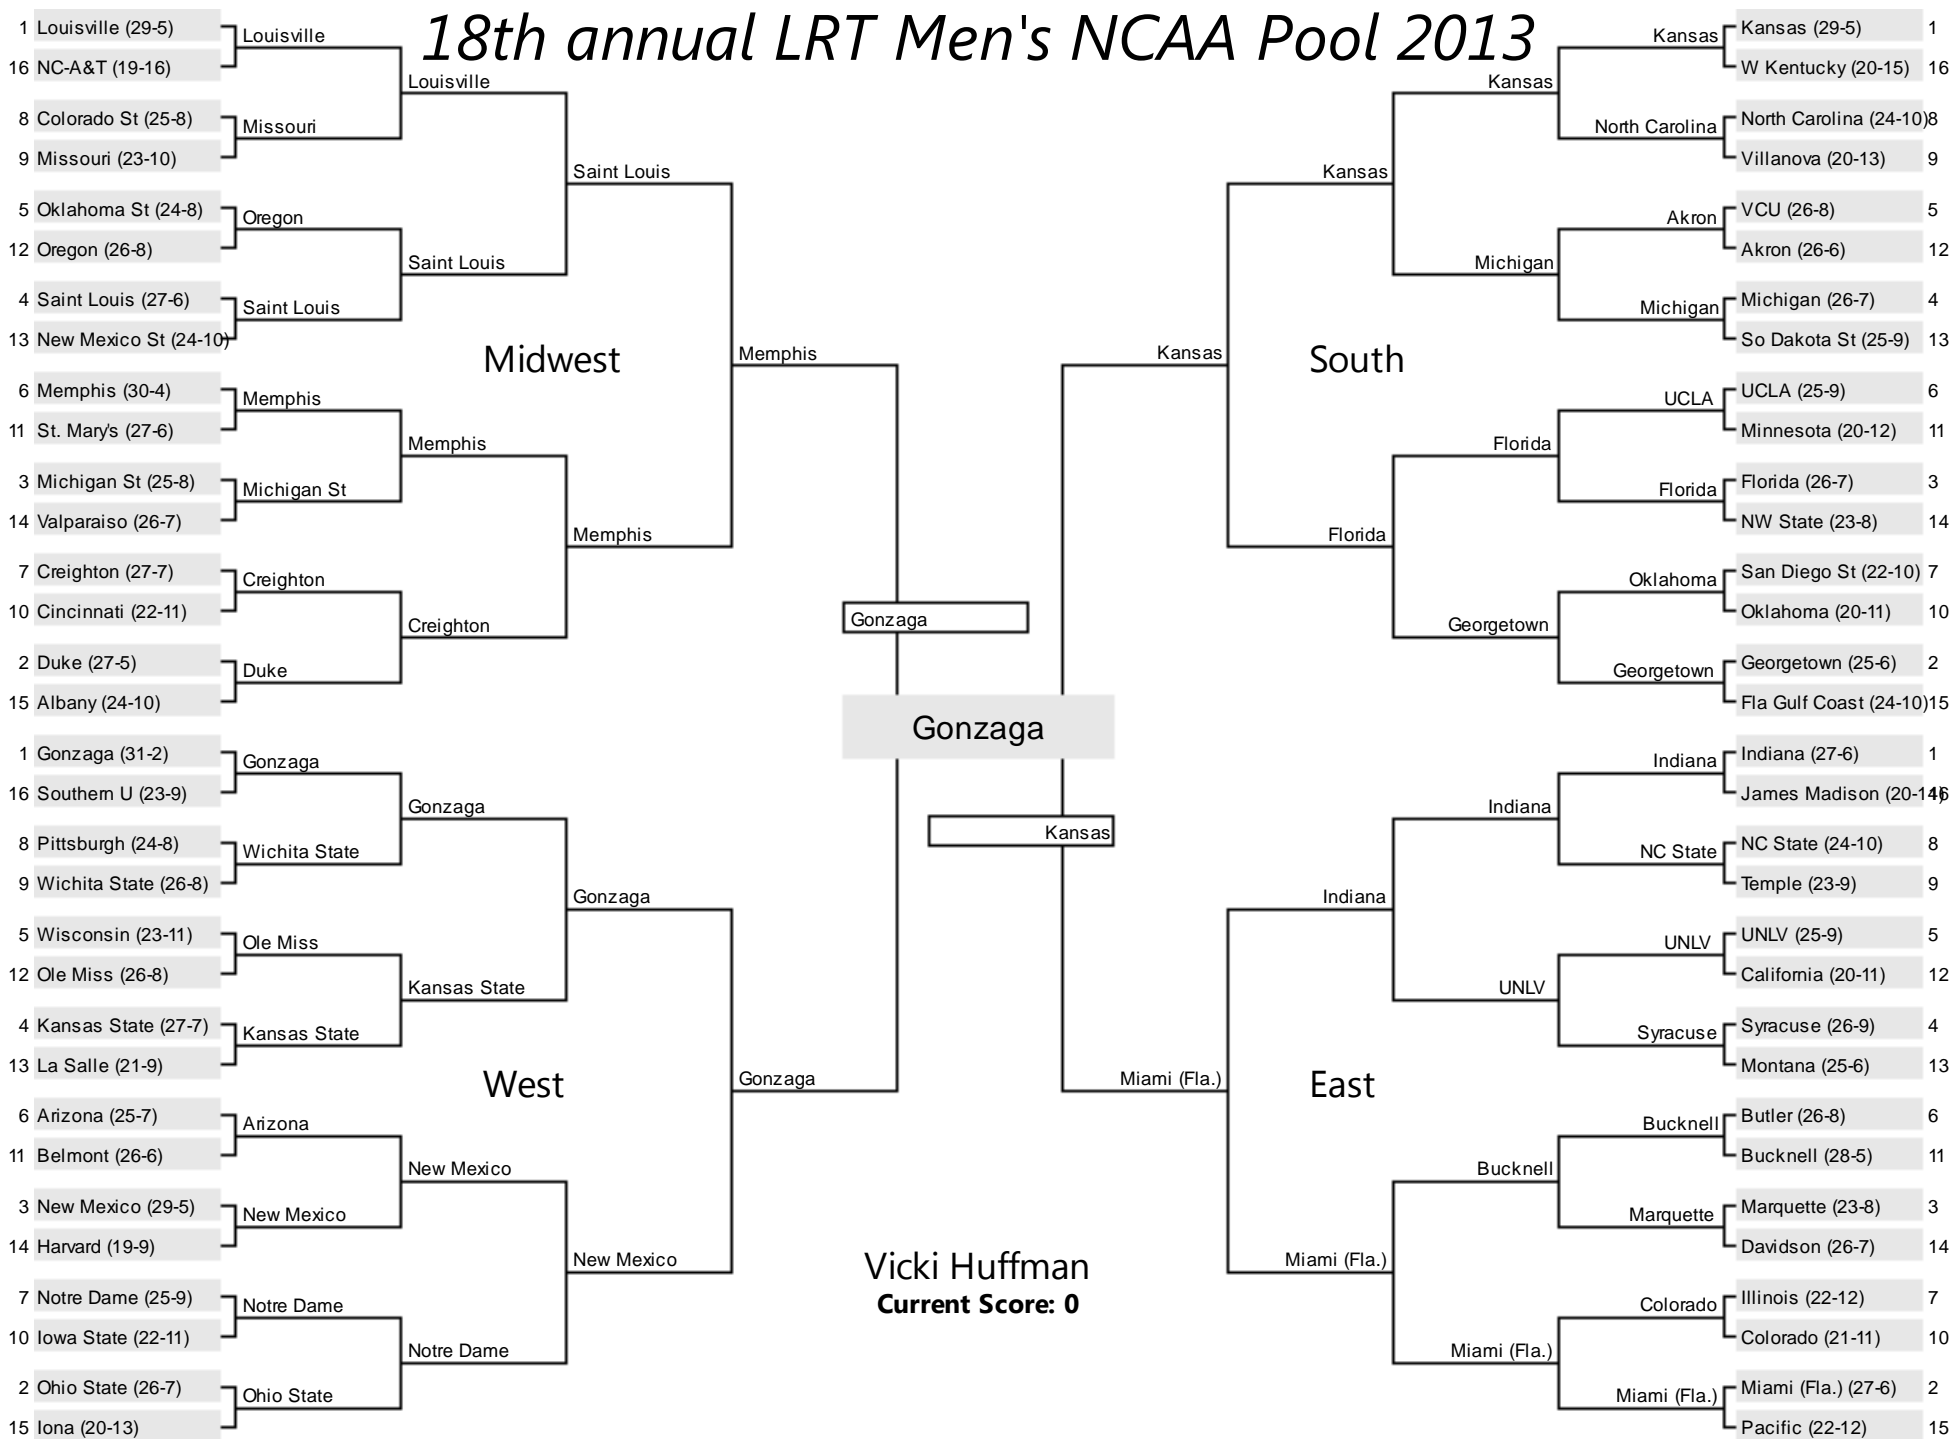 18th annual LRT Men's NCAA Pool 2013
1 Louisville (29-5)
16 NC-A&T (19-16)
8 Colorado St (25-8)
9 Missouri (23-10)
5 Oklahoma St (24-8)
12 Oregon (26-8)
4 Saint Louis (27-6)
13 New Mexico St (24-10)
6 Memphis (30-4)
11 St. Mary's (27-6)
3 Michigan St (25-8)
14 Valparaiso (26-7)
7 Creighton (27-7)
10 Cincinnati (22-11)
2 Duke (27-5)
15 Albany (24-10)
Louisville
Missouri
Oregon
Saint Louis
Memphis
Michigan St
Creighton
Duke
Louisville
Saint Louis
Memphis
Creighton
Saint Louis
Memphis
Memphis
Midwest
1 Gonzaga (31-2)
16 Southern U (23-9)
8 Pittsburgh (24-8)
9 Wichita State (26-8)
5 Wisconsin (23-11)
12 Ole Miss (26-8)
4 Kansas State (27-7)
13 La Salle (21-9)
6 Arizona (25-7)
11 Belmont (26-6)
3 New Mexico (29-5)
14 Harvard (19-9)
7 Notre Dame (25-9)
10 Iowa State (22-11)
2 Ohio State (26-7)
15 Iona (20-13)
Gonzaga
Wichita State
Ole Miss
Kansas State
Arizona
New Mexico
Notre Dame
Ohio State
Gonzaga
Kansas State
New Mexico
Notre Dame
Gonzaga
New Mexico
Gonzaga
West
Gonzaga
Gonzaga
Kansas
Vicki Huffman
Current Score: 0
Kansas (29-5) 1
W Kentucky (20-15) 16
North Carolina (24-10) 8
Villanova (20-13) 9
VCU (26-8) 5
Akron (26-6) 12
Michigan (26-7) 4
So Dakota St (25-9) 13
UCLA (25-9) 6
Minnesota (20-12) 11
Florida (26-7) 3
NW State (23-8) 14
San Diego St (22-10) 7
Oklahoma (20-11) 10
Georgetown (25-6) 2
Fla Gulf Coast (24-10) 15
Kansas
North Carolina
Akron
Michigan
UCLA
Florida
Oklahoma
Georgetown
Kansas
Michigan
Florida
Georgetown
Kansas
Florida
Kansas
South
Indiana (27-6) 1
James Madison (20-14) 16
NC State (24-10) 8
Temple (23-9) 9
UNLV (25-9) 5
California (20-11) 12
Syracuse (26-9) 4
Montana (25-6) 13
Butler (26-8) 6
Bucknell (28-5) 11
Marquette (23-8) 3
Davidson (26-7) 14
Illinois (22-12) 7
Colorado (21-11) 10
Miami (Fla.) (27-6) 2
Pacific (22-12) 15
Indiana
NC State
UNLV
Syracuse
Bucknell
Marquette
Colorado
Miami (Fla.)
Indiana
UNLV
Bucknell
Miami (Fla.)
Indiana
Miami (Fla.)
Miami (Fla.)
East